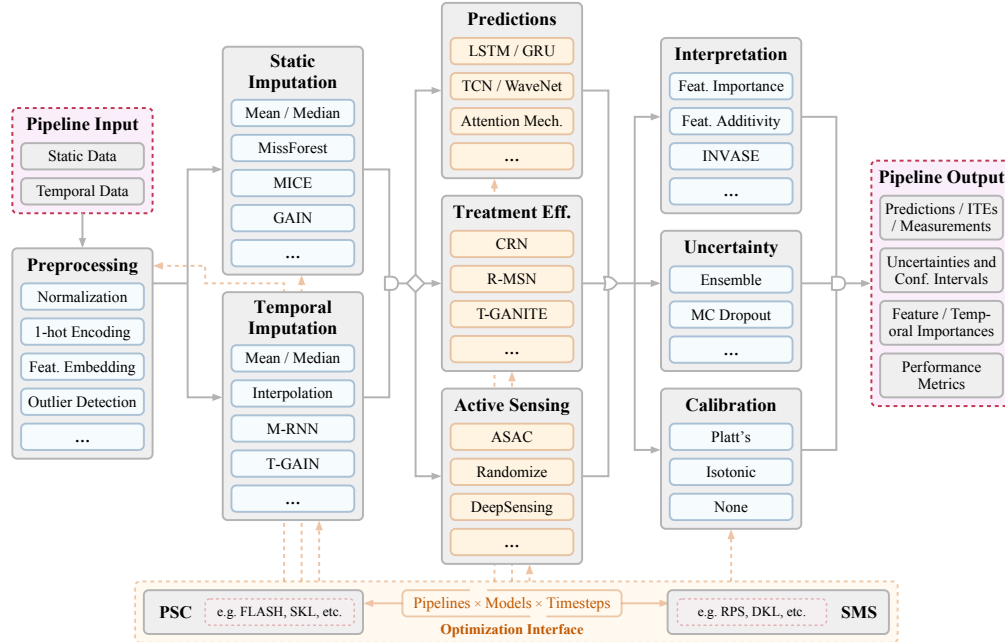 Pipeline Input
Static Data
Temporal Data
Preprocessing
Normalization
1-hot Encoding
Feat. Embedding
Outlier Detection
...
Static
Imputation
Mean / Median
MissForest
MICE
GAIN
...
Temporal
Imputation
Mean / Median
Interpolation
M-RNN
T-GAIN
...
Predictions
LSTM / GRU
TCN / WaveNet
Attention Mech.
...
Treatment Eff.
CRN
R-MSN
T-GANITE
...
Active Sensing
ASAC
Randomize
DeepSensing
...
Interpretation
Feat. Importance
Feat. Additivity
INVASE
...
Uncertainty
Ensemble
MC Dropout
...
Calibration
Platt's
Isotonic
None
Pipeline Output
Predictions / ITEs
/ Measurements
Uncertainties and
Conf. Intervals
Feature / Temp-
oral Importances
Performance
Metrics
PSC
e.g. FLASH, SKL, etc.
Pipelines × Models × Timesteps
e.g. RPS, DKL, etc.
SMS
Optimization Interface